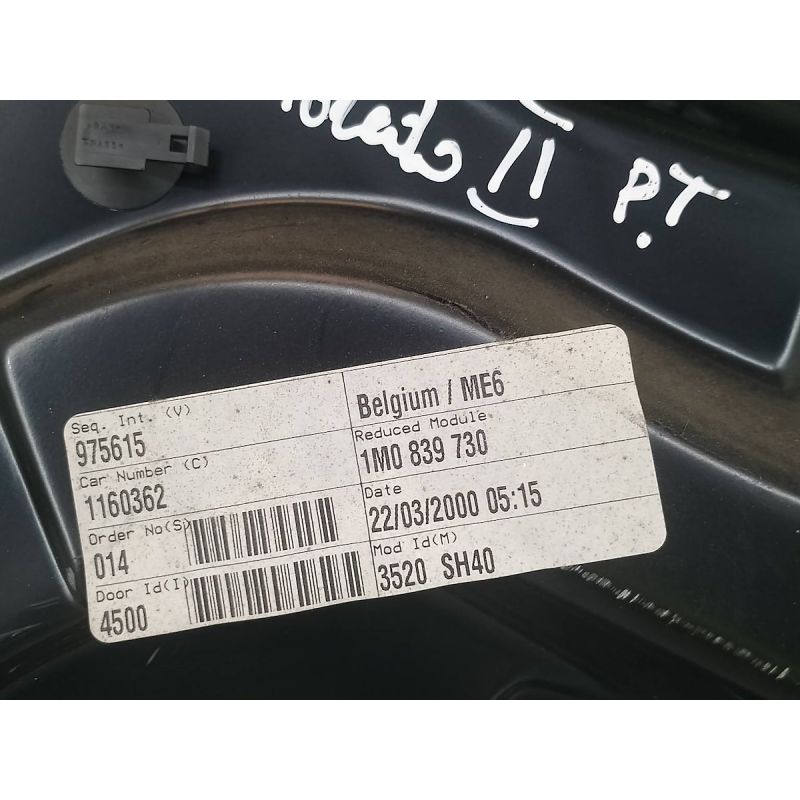 II P.T
Seq. Int. (V)
975615
Car Number (C)
1160362
Order No(S)
014
Door Id(I)
4500
Belgium / ME6
Reduced Module
1M0 839 730
Date
22/03/2000 05:15
Mod Id(M)
3520 SH40